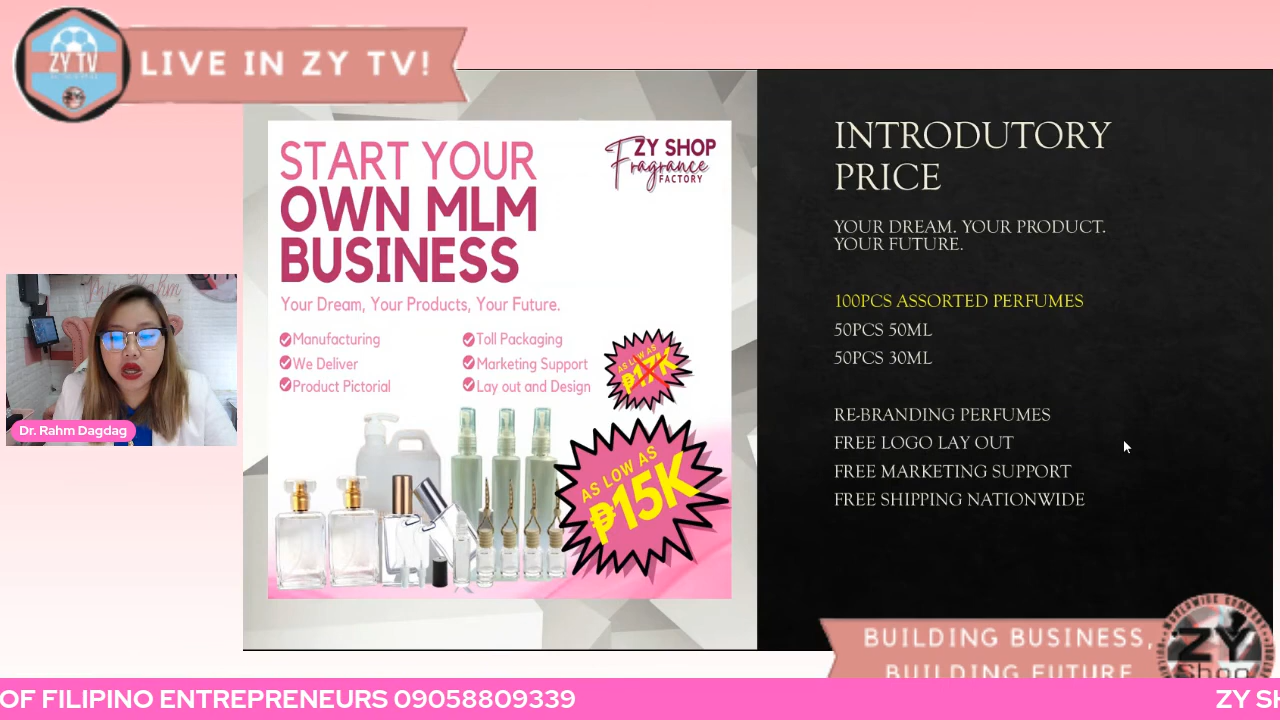 ZY TV
LIVE IN ZY TV!
START YOUR
OWN MLM
BUSINESS
Your Dream, Your Products, Your Future.
ZY SHOP
Fragrance
FACTORY
Manufacturing
We Deliver
Product Pictorial
Toll Packaging
Marketing Support
Lay out and Design
AS LOW AS
₱17K
AS LOW AS
₱15K
INTRODUTORY
PRICE
YOUR DREAM. YOUR PRODUCT.
YOUR FUTURE.
100PCS ASSORTED PERFUMES
50PCS 50ML
50PCS 30ML
RE-BRANDING PERFUMES
FREE LOGO LAY OUT
FREE MARKETING SUPPORT
FREE SHIPPING NATIONWIDE
Dr. Rahm Dagdag
BUILDING BUSINESS,
BUILDING FUTURE
ZY
Shop
OF FILIPINO ENTREPRENEURS 09058809339
ZY SH